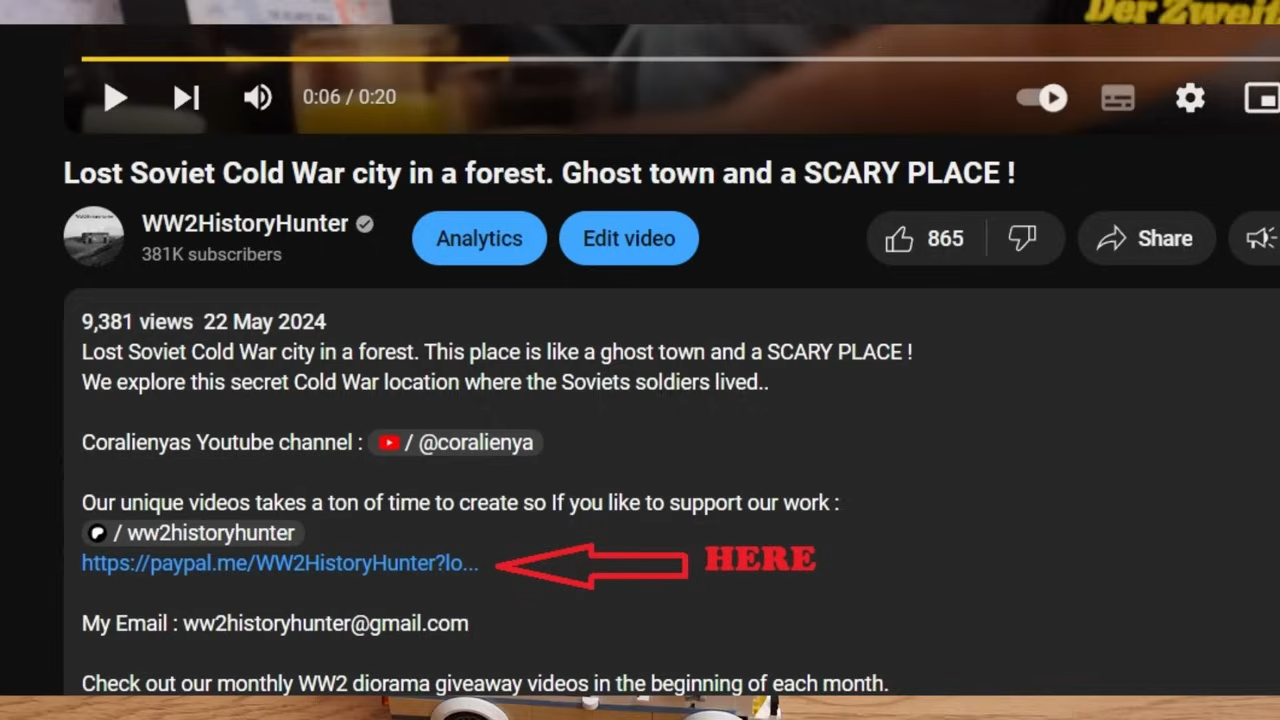 Der Zweit
0:06 / 0:20
Lost Soviet Cold War city in a forest. Ghost town and a SCARY PLACE !
WW2HistoryHunter
381K subscribers
Analytics
Edit video
865
Share
9,381 views 22 May 2024
Lost Soviet Cold War city in a forest. This place is like a ghost town and a SCARY PLACE !
We explore this secret Cold War location where the Soviets soldiers lived..
Coralienyas Youtube channel : / @coralienya
Our unique videos takes a ton of time to create so If you like to support our work :
/ ww2historyhunter
https://paypal.me/WW2HistoryHunter?lo...
HERE
My Email : ww2historyhunter@gmail.com
Check out our monthly WW2 diorama giveaway videos in the beginning of each month.